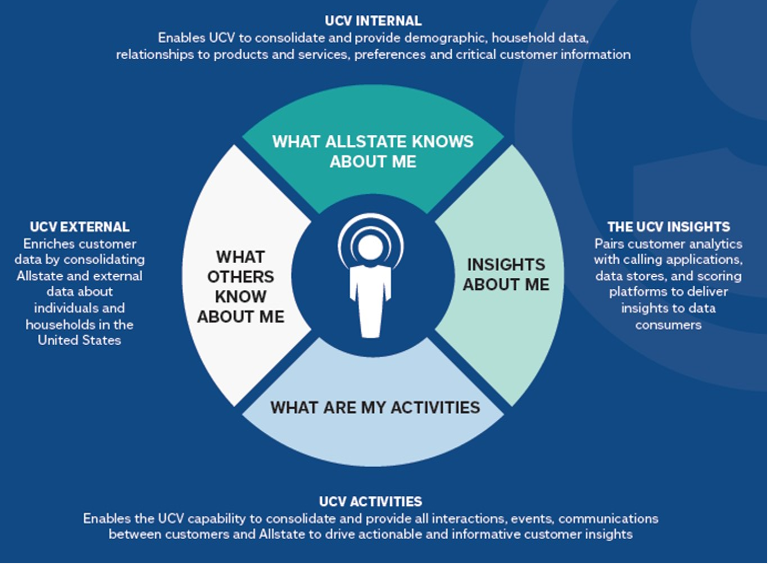 UCV INTERNAL
Enables UCV to consolidate and provide demographic, household data,
relationships to products and services, preferences and critical customer information
WHAT ALLSTATE KNOWS
ABOUT ME
UCV EXTERNAL
Enriches customer
data by consolidating
Allstate and external
data about
individuals and
households in the
United States
WHAT
OTHERS
KNOW
ABOUT ME
INSIGHTS
ABOUT ME
THE UCV INSIGHTS
Pairs customer analytics
with calling applications,
data stores, and scoring
platforms to deliver
insights to data
consumers
WHAT ARE MY ACTIVITIES
UCV ACTIVITIES
Enables the UCV capability to consolidate and provide all interactions, events, communications
between customers and Allstate to drive actionable and informative customer insights